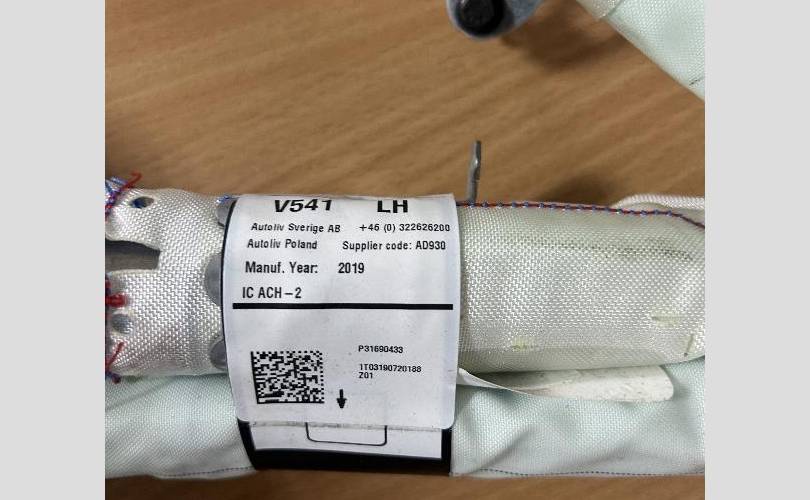 V541 LH
Autoliv Sverige AB +46 (0) 322626200
Autoliv Poland Supplier code: AD930
Manuf. Year: 2019
IC ACH-2
P31690433
1T03190720188
Z01